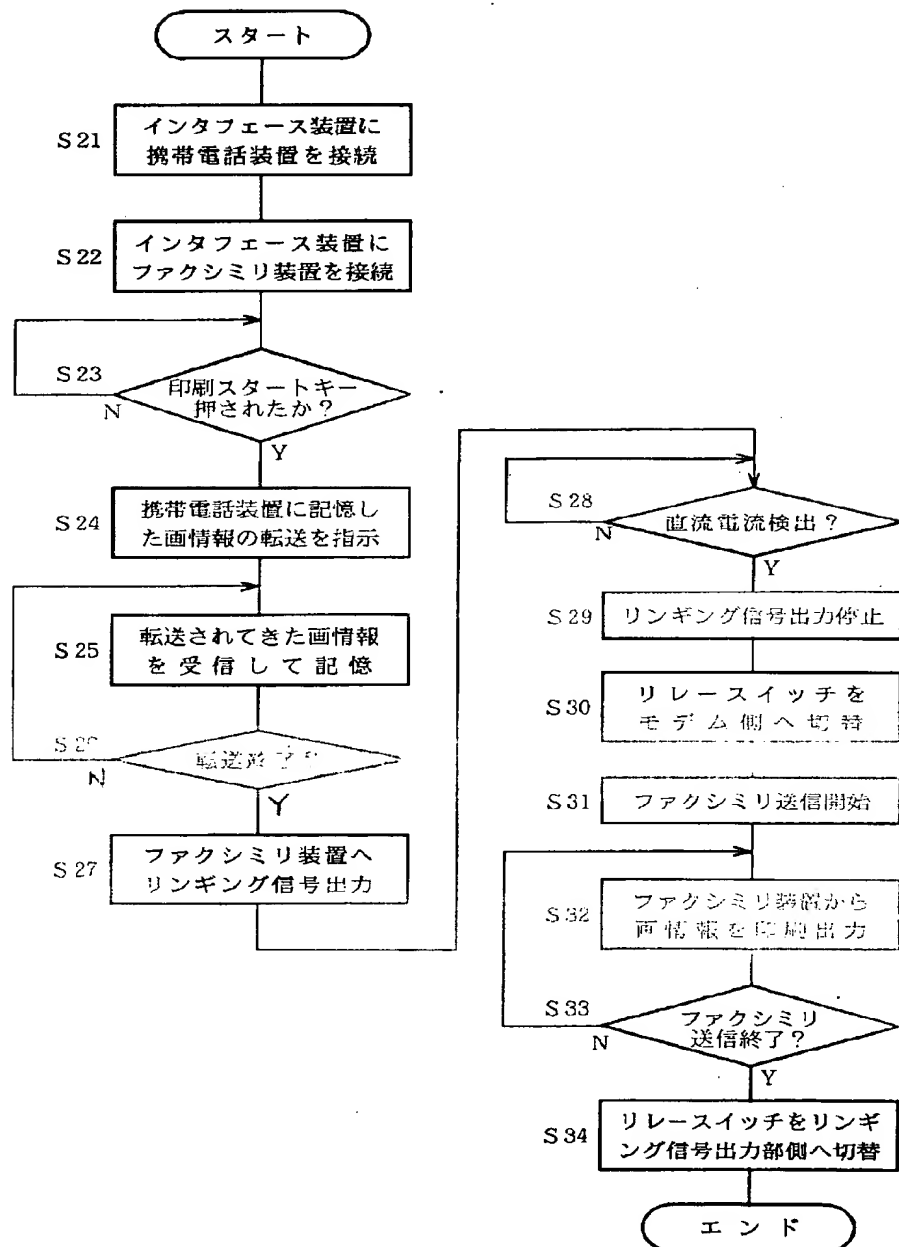 スタート
S21
インタフェース装置に
携帯電話装置を接続
S22
インタフェース装置に
ファクシミリ装置を接続
S23
印刷スタートキー
押されたか?
N
Y
S24
携帯電話装置に記憶し
た画情報の転送を指示
S25
転送されてきた画情報
を受信して記憶
転送終了?
N
Y
S27
ファクシミリ装置へ
リンギング信号出力
S28
直流電流検出?
N
Y
S29
リンギング信号出力停止
S30
リレースイッチを
モデム側へ切替
S31
ファクシミリ送信開始
S32
ファクシミリ装置から
画情報を印刷出力
S33
ファクシミリ
送信終了?
N
Y
S34
リレースイッチをリンギ
ング信号出力部側へ切替
エンド